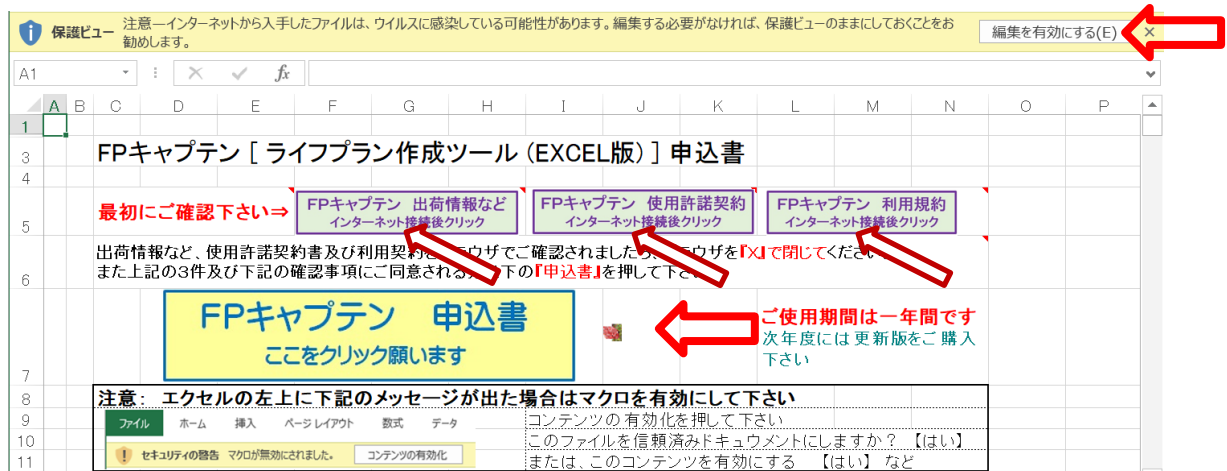 保護ビュー 注意—インターネットから入手したファイルは、ウイルスに感染している可能性があります。編集する必要がなければ、保護ビューのままにしておくことをお
勧めします。
編集を有効にする(E) ×
A1 fx
A B C D E F G H I J K L M N O P
1
3 FPキャプテン [ ライフプラン作成ツール (EXCEL版) ] 申込書
4
最初にご確認下さい⇒
FPキャプテン 出荷情報など
インターネット接続後クリック
FPキャプテン 使用許諾契約
インターネット接続後クリック
FPキャプテン 利用規約
インターネット接続後クリック
5
出荷情報など、使用許諾契約書及び利用契約を ラウザでご確認されましたら、 ラウザを『X』で閉じてください
また上記の3件及び下記の確認事項にご同意される 下の『申込書』を押して下
6
FPキャプテン 申込書
ここをクリック願います
ご使用期間は一年間です
次年度には更新版をご購入
下さい
7
8 注意: エクセルの左上に下記のメッセージが出た場合はマクロを有効にして下さい
9 ファイル ホーム 挿入 ページ レイアウト 数式 データ コンテンツの有効化を押して下さい
10 このファイルを信頼済みドキュウメントにしますか? 【はい】
11 セキュリティの警告 マクロが無効にされました。 コンテンツの有効化 または、このコンテンツを有効にする 【はい】 など